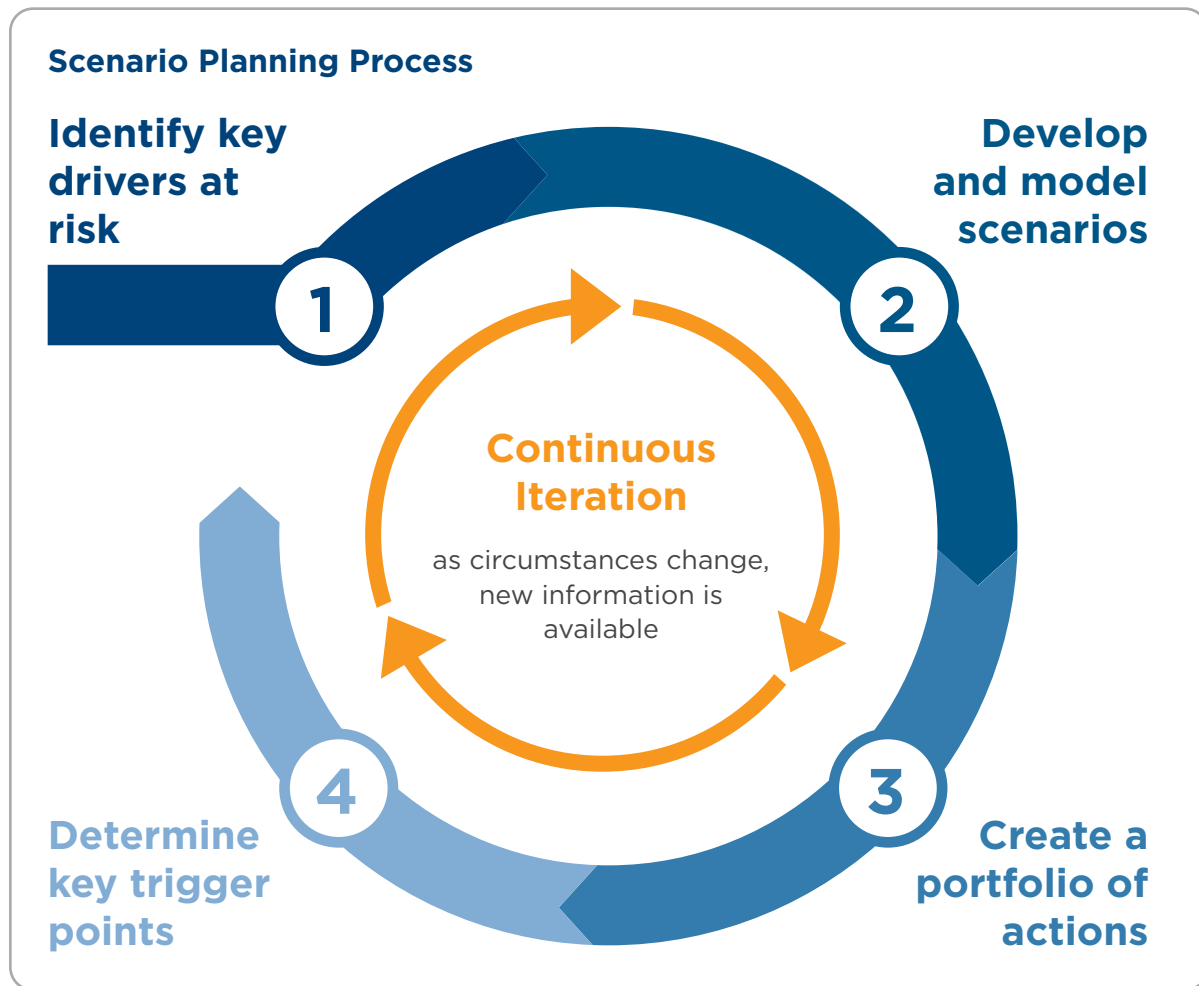 Scenario Planning Process
Identify key
drivers at
risk
1
Develop
and model
scenarios
2
Continuous
Iteration
as circumstances change,
new information is
available
3
Create a
portfolio of
actions
4
Determine
key trigger
points